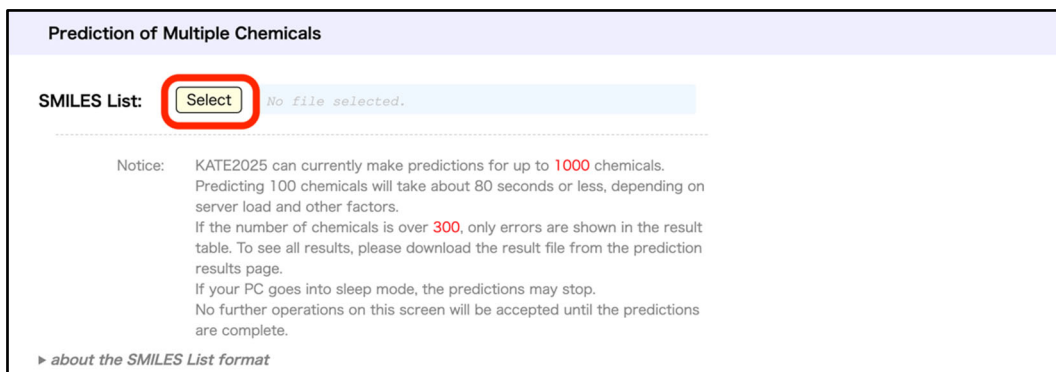 Prediction of Multiple Chemicals
SMILES List: Select No file selected.
Notice: KATE2025 can currently make predictions for up to 1000 chemicals.
Predicting 100 chemicals will take about 80 seconds or less, depending on
server load and other factors.
If the number of chemicals is over 300, only errors are shown in the result
table. To see all results, please download the result file from the prediction
results page.
If your PC goes into sleep mode, the predictions may stop.
No further operations on this screen will be accepted until the predictions
are complete.
▶ about the SMILES List format